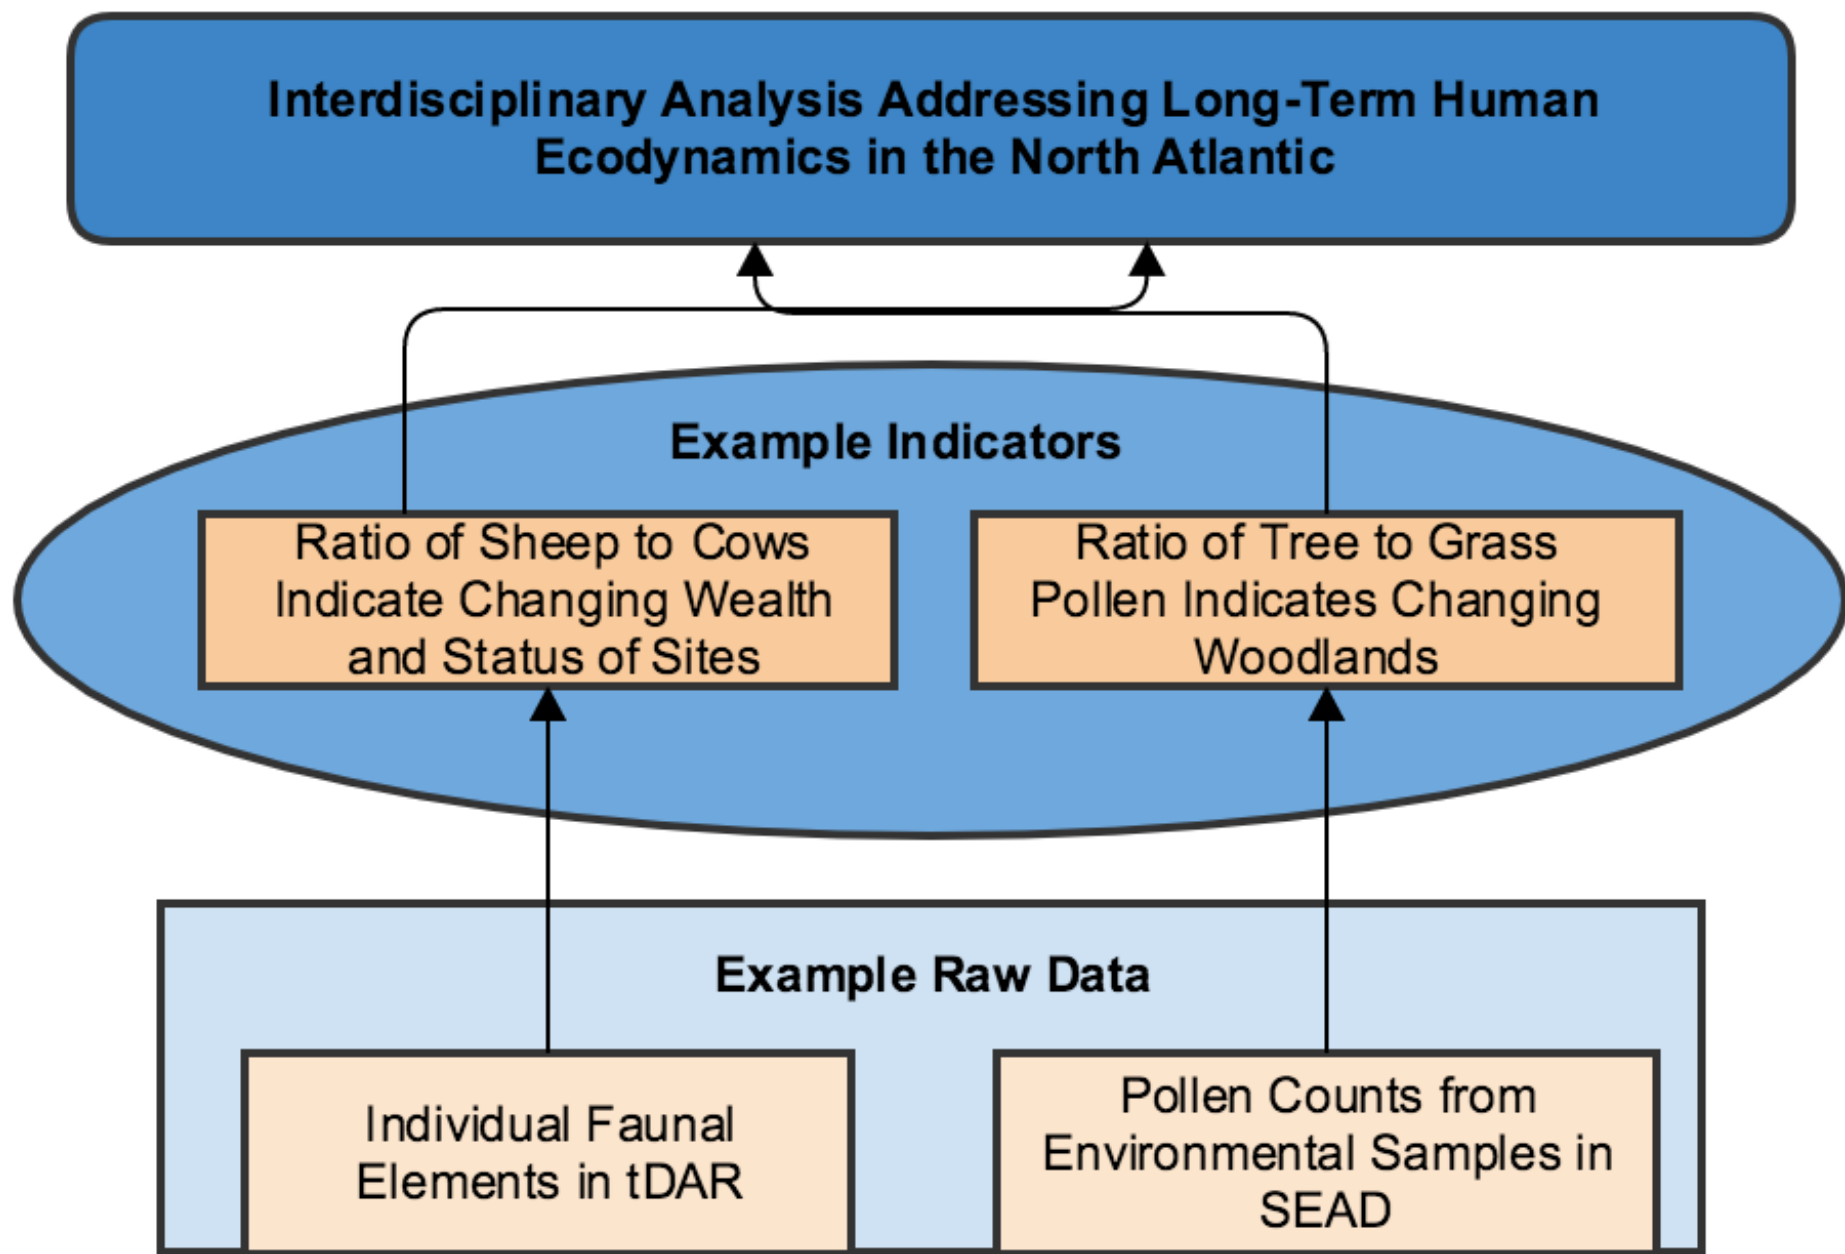 Interdisciplinary Analysis Addressing Long-Term Human
Ecodynamics in the North Atlantic
Example Indicators
Ratio of Sheep to Cows
Indicate Changing Wealth
and Status of Sites
Ratio of Tree to Grass
Pollen Indicates Changing
Woodlands
Example Raw Data
Individual Faunal
Elements in tDAR
Pollen Counts from
Environmental Samples in
SEAD